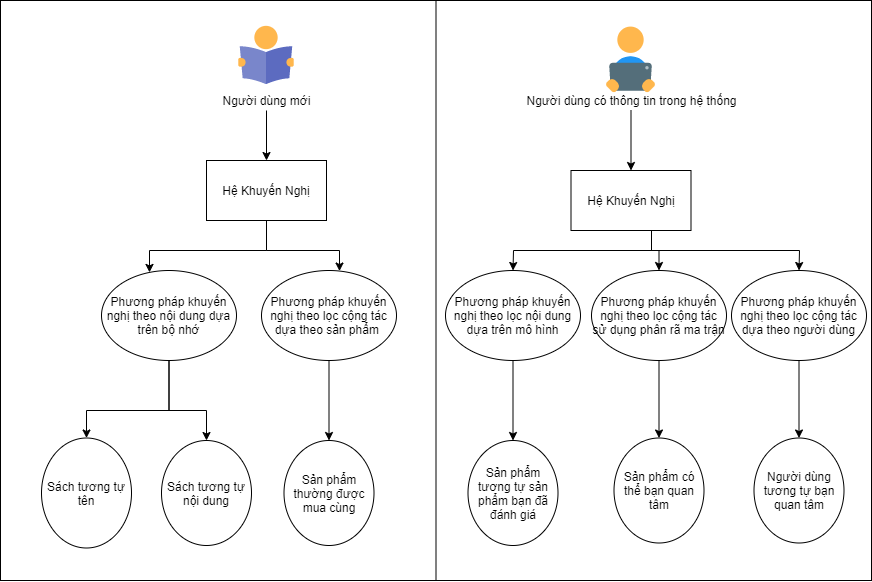 Người dùng mới
Hệ Khuyến Nghị
Phương pháp khuyến
nghị theo nội dung dựa
trên bộ nhớ
Phương pháp khuyến
nghị theo lọc cộng tác
dựa theo sản phẩm
Sách tương tự
tên
Sách tương tự
nội dung
Sản phẩm
thường được
mua cùng
Người dùng có thông tin trong hệ thống
Hệ Khuyến Nghị
Phương pháp khuyến
nghị theo lọc nội dung
dựa trên mô hình
Phương pháp khuyến
nghị theo lọc cộng tác
sử dụng phân rã ma trận
Phương pháp khuyến
nghị theo lọc cộng tác
dựa theo người dùng
Sản phẩm
tương tự sản
phẩm bạn đã
đánh giá
Sản phẩm có
thể bạn quan
tâm
Người dùng
tương tự bạn
quan tâm